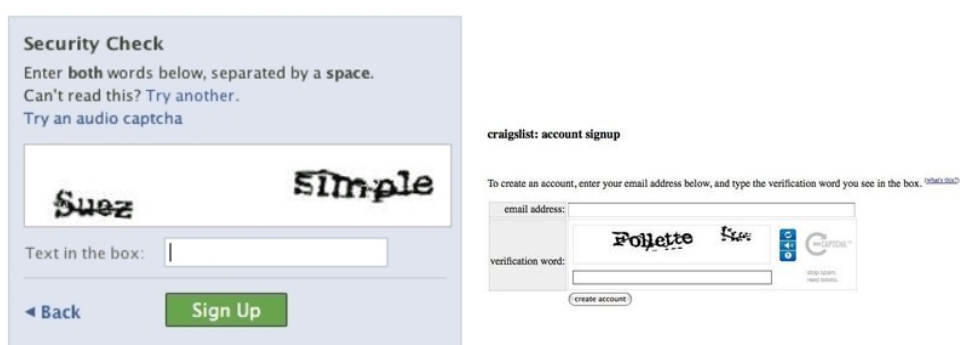 Security Check
Enter both words below, separated by a space.
Can't read this? Try another.
Try an audio captcha
Suez simple
Text in the box:
◄ Back Sign Up
craigslist: account signup
To create an account, enter your email address below, and type the verification word you see in the box. (what's this?)
email address:
Pollette
CAPTCHA
verification word:
stop spam.
read books.
create account